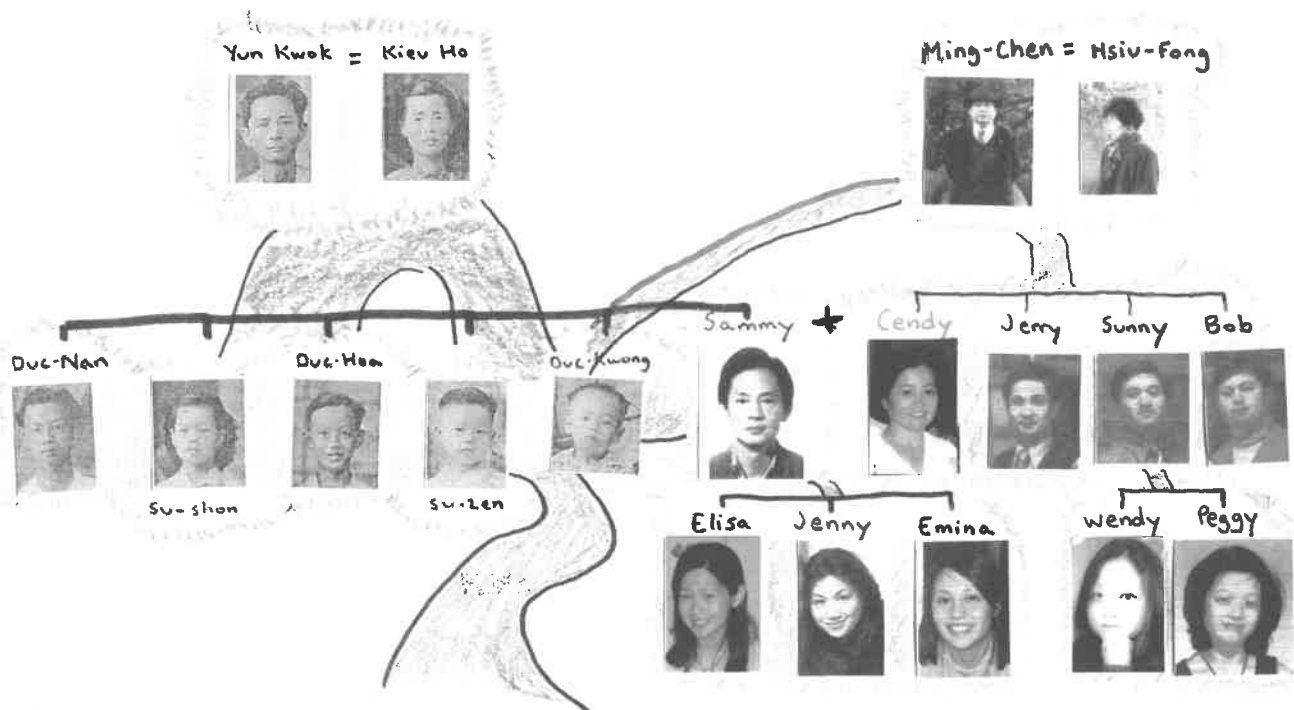 Yun Kwok = Kieu Ho
Ming-Chen = Hsiu-Fong
Sammy + Cendy Jerry Sunny Bob
Duc-Nan Duc-Hoa Duc-Kwong
Su-shon Su-zen
Elisa Jenny Emina Wendy Peggy